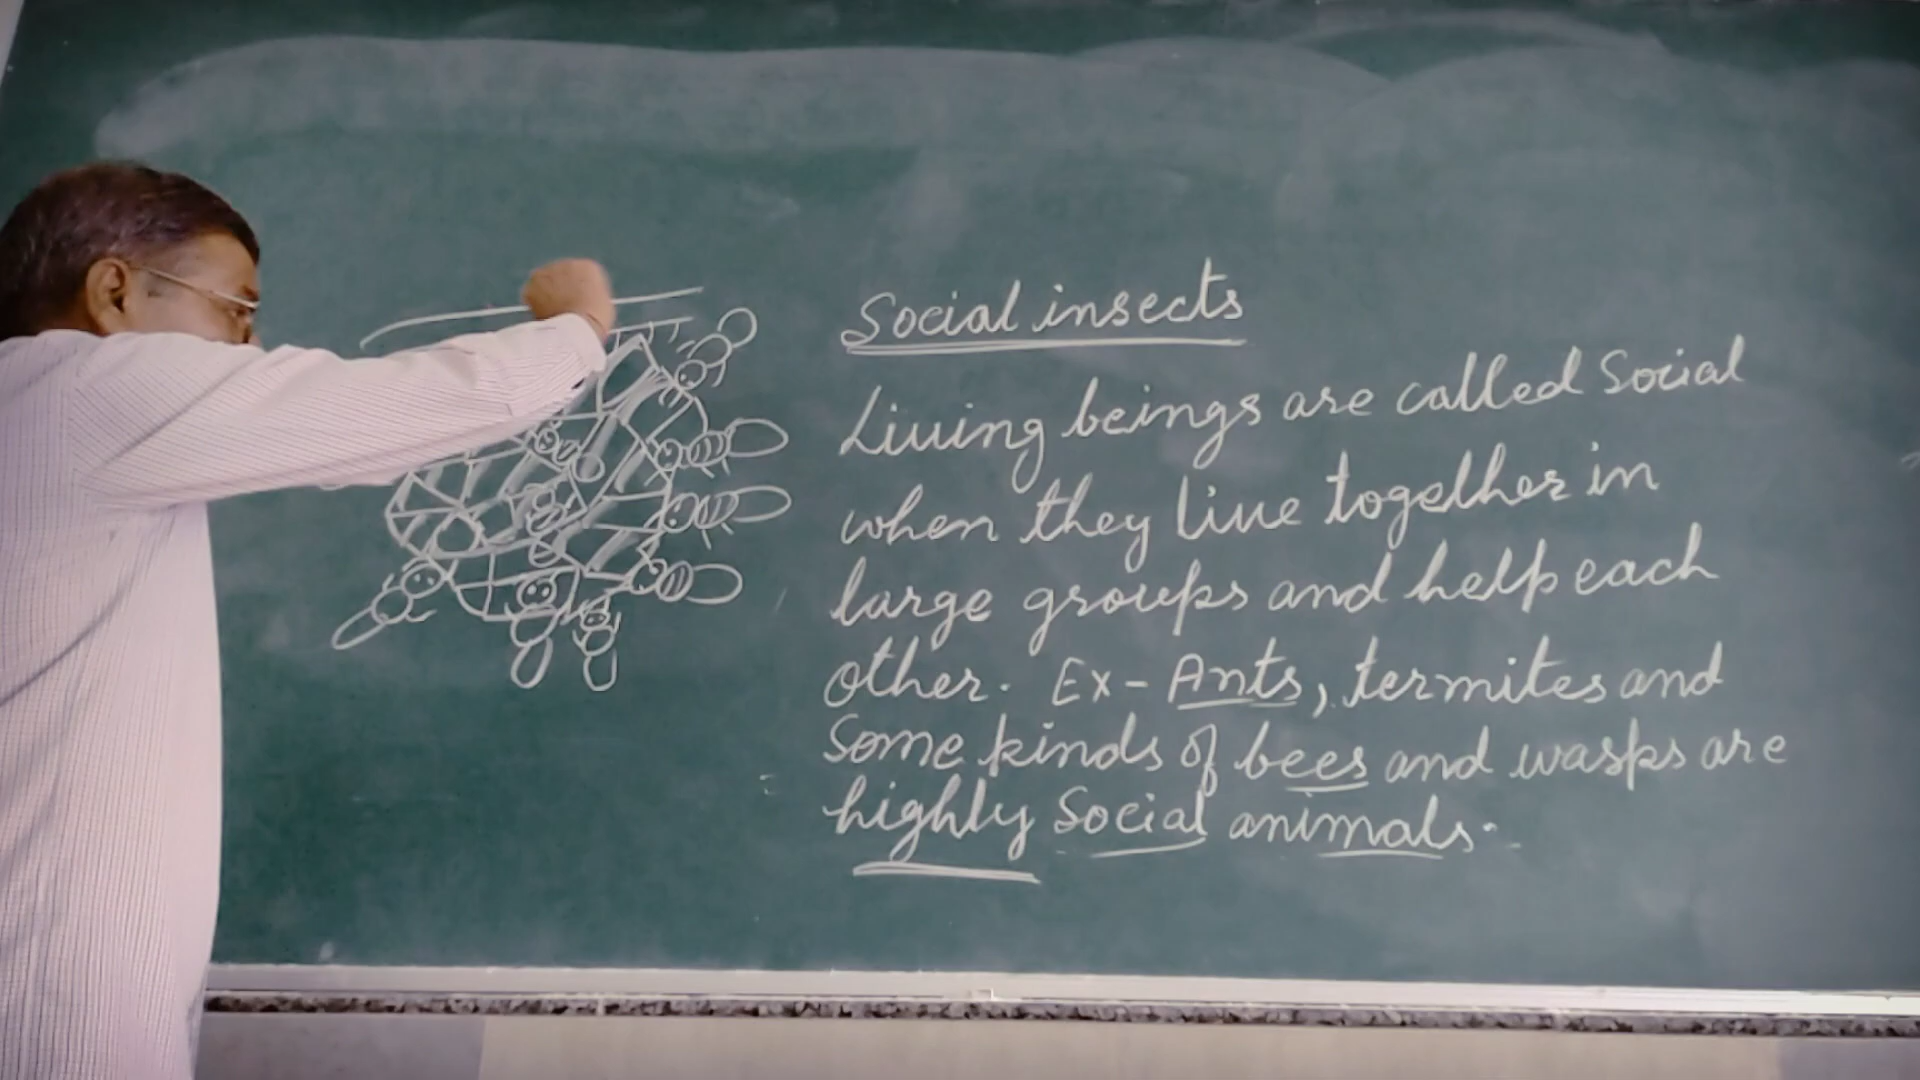 Social insects
Living beings are called Social
when they live together in
large groups and help each
other. Ex- Ants, termites and
Some kinds of bees and wasps are
highly Social animals.